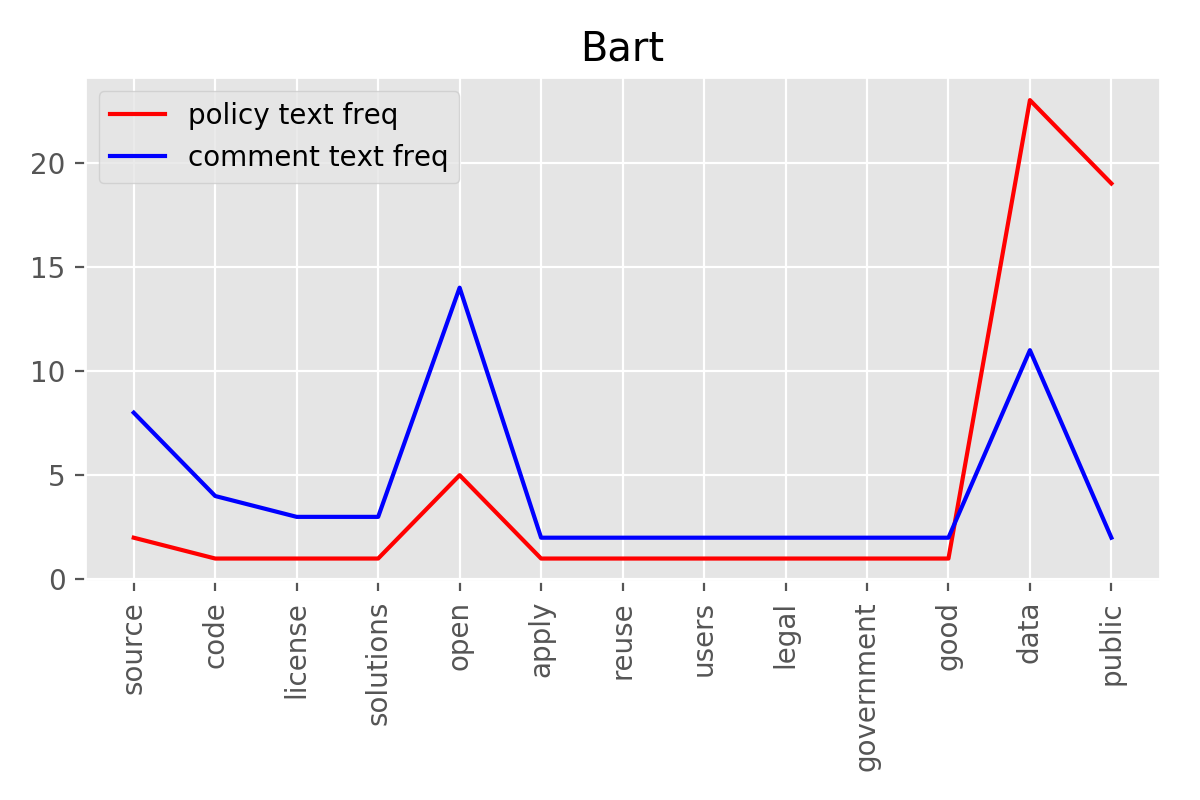 Bart
policy text freq
comment text freq
20
15
10
5
0
source
code
license
solutions
open
apply
reuse
users
legal
government
good
data
public